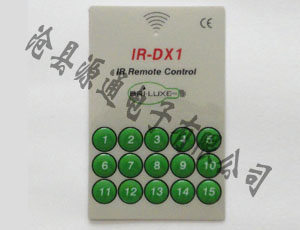 CE
IR-DX1
IR Remote Control
1 2 3 4 5
6 7 8 9 10
11 12 13 14 15
沧县源通电子有限公司